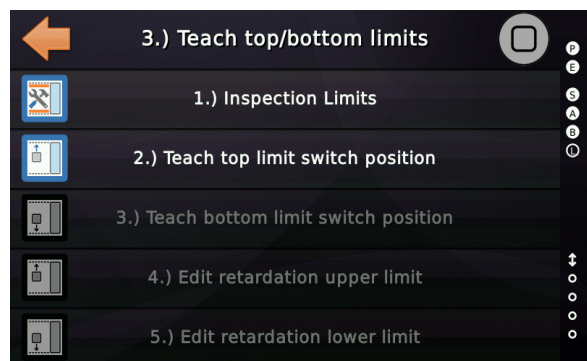 3.) Teach top/bottom limits
1.) Inspection Limits
2.) Teach top limit switch position
3.) Teach bottom limit switch position
4.) Edit retardation upper limit
5.) Edit retardation lower limit
P
E
S
A
B
L